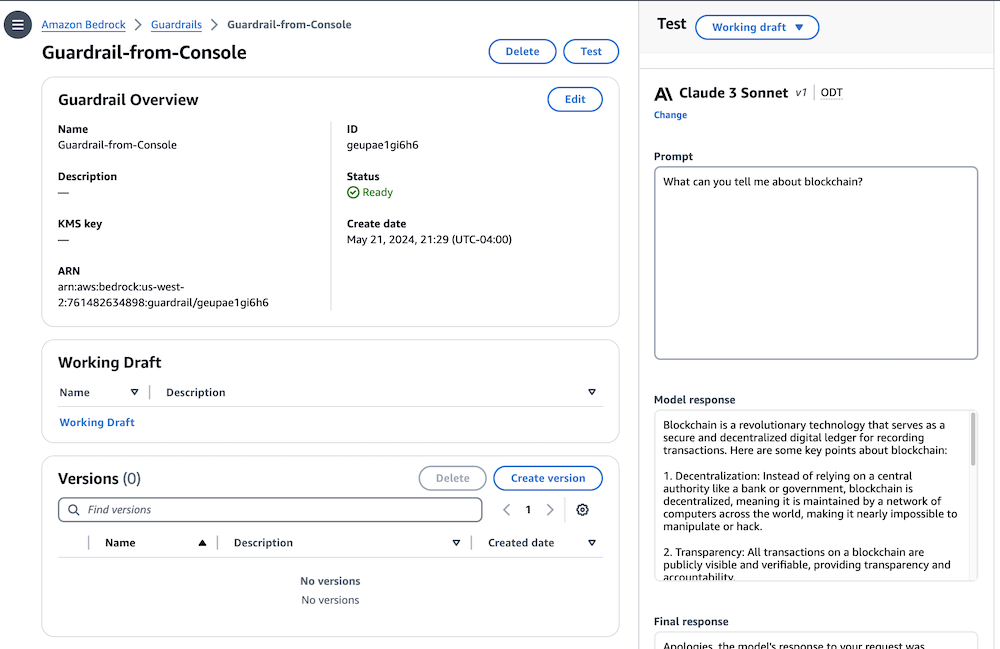 Amazon Bedrock > Guardrails > Guardrail-from-Console
Guardrail-from-Console
Delete
Test
Guardrail Overview
Edit
Name
Guardrail-from-Console
Description
—
KMS key
—
ARN
arn:aws:bedrock:us-west-
2:761482634898:guardrail/geupae1gi6h6
ID
geupae1gi6h6
Status
Ready
Create date
May 21, 2024, 21:29 (UTC-04:00)
Working Draft
Name
Description
Working Draft
Versions (0)
Delete
Create version
Find versions
1
Name
Description
Created date
No versions
No versions
Test
Working draft
Claude 3 Sonnet v1 | ODT
Change
Prompt
What can you tell me about blockchain?
Model response
Blockchain is a revolutionary technology that serves as a
secure and decentralized digital ledger for recording
transactions. Here are some key points about blockchain:
1. Decentralization: Instead of relying on a central
authority like a bank or government, blockchain is
decentralized, meaning it is maintained by a network of
computers across the world, making it nearly impossible to
manipulate or hack.
2. Transparency: All transactions on a blockchain are
publicly visible and verifiable, providing transparency and
accountability.
Final response
Apologies, the model's response to your request was